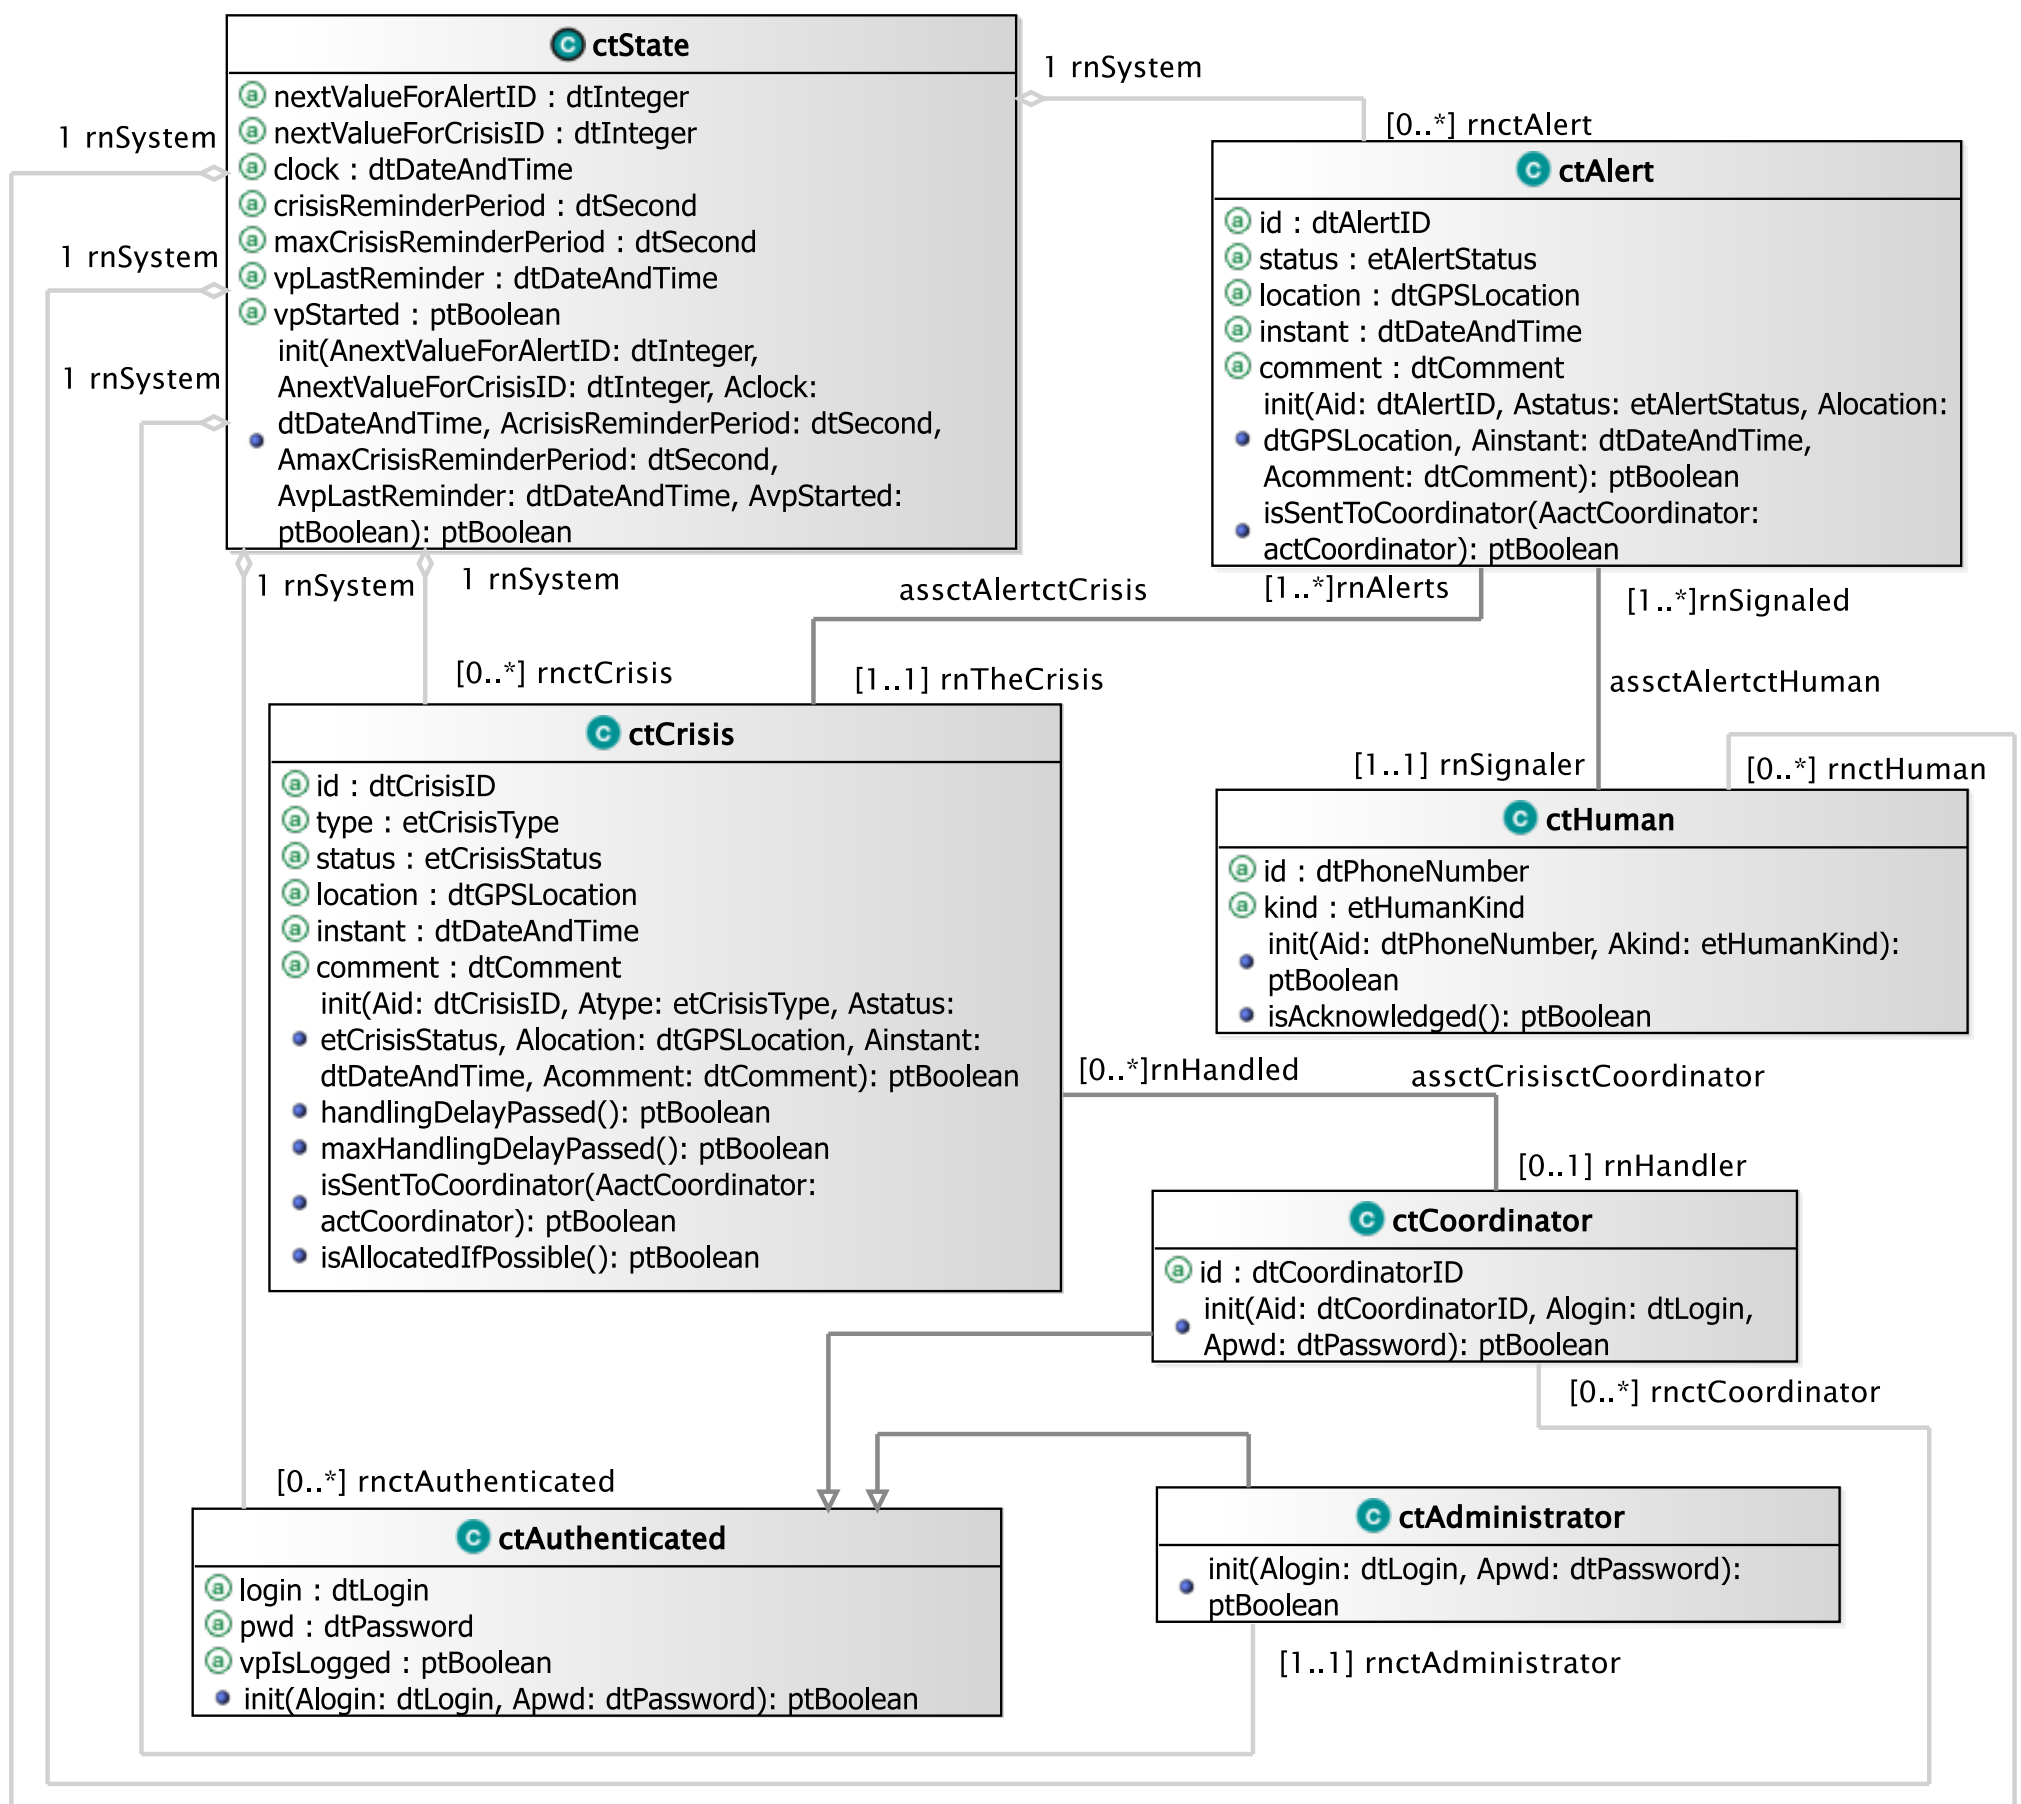 ctState
nextValueForAlertID : dtInteger
nextValueForCrisisID : dtInteger
clock : dtDateAndTime
crisisReminderPeriod : dtSecond
maxCrisisReminderPeriod : dtSecond
vpLastReminder : dtDateAndTime
vpStarted : ptBoolean
init(AnextValueForAlertID: dtInteger,
AnextValueForCrisisID: dtInteger, Aclock:
dtDateAndTime, AcrisisReminderPeriod: dtSecond,
AmaxCrisisReminderPeriod: dtSecond,
AvpLastReminder: dtDateAndTime, AvpStarted:
ptBoolean): ptBoolean
1 rnSystem
1 rnSystem
1 rnSystem
1 rnSystem
1 rnSystem
1 rnSystem
[0..*] rnctAlert
ctAlert
id : dtAlertID
status : etAlertStatus
location : dtGPSLocation
instant : dtDateAndTime
comment : dtComment
init(Aid: dtAlertID, Astatus: etAlertStatus, Alocation:
dtGPSLocation, Ainstant: dtDateAndTime,
Acomment: dtComment): ptBoolean
isSentToCoordinator(AactCoordinator:
actCoordinator): ptBoolean
assctAlertctCrisis
[1..*]rnAlerts
[1..*]rnSignaled
[0..*] rnctCrisis
[1..1] rnTheCrisis
assctAlertctHuman
[1..1] rnSignaler
[0..*] rnctHuman
ctCrisis
id : dtCrisisID
type : etCrisisType
status : etCrisisStatus
location : dtGPSLocation
instant : dtDateAndTime
comment : dtComment
init(Aid: dtCrisisID, Atype: etCrisisType, Astatus:
etCrisisStatus, Alocation: dtGPSLocation, Ainstant:
dtDateAndTime, Acomment: dtComment): ptBoolean
handlingDelayPassed(): ptBoolean
maxHandlingDelayPassed(): ptBoolean
isSentToCoordinator(AactCoordinator:
actCoordinator): ptBoolean
isAllocatedIfPossible(): ptBoolean
ctHuman
id : dtPhoneNumber
kind : etHumanKind
init(Aid: dtPhoneNumber, Akind: etHumanKind):
ptBoolean
isAcknowledged(): ptBoolean
[0..*]rnHandled
assctCrisisctCoordinator
[0..1] rnHandler
ctCoordinator
id : dtCoordinatorID
init(Aid: dtCoordinatorID, Alogin: dtLogin,
Apwd: dtPassword): ptBoolean
[0..*] rnctCoordinator
[0..*] rnctAuthenticated
ctAuthenticated
login : dtLogin
pwd : dtPassword
vpIsLogged : ptBoolean
init(Alogin: dtLogin, Apwd: dtPassword): ptBoolean
ctAdministrator
init(Alogin: dtLogin, Apwd: dtPassword):
ptBoolean
[1..1] rnctAdministrator